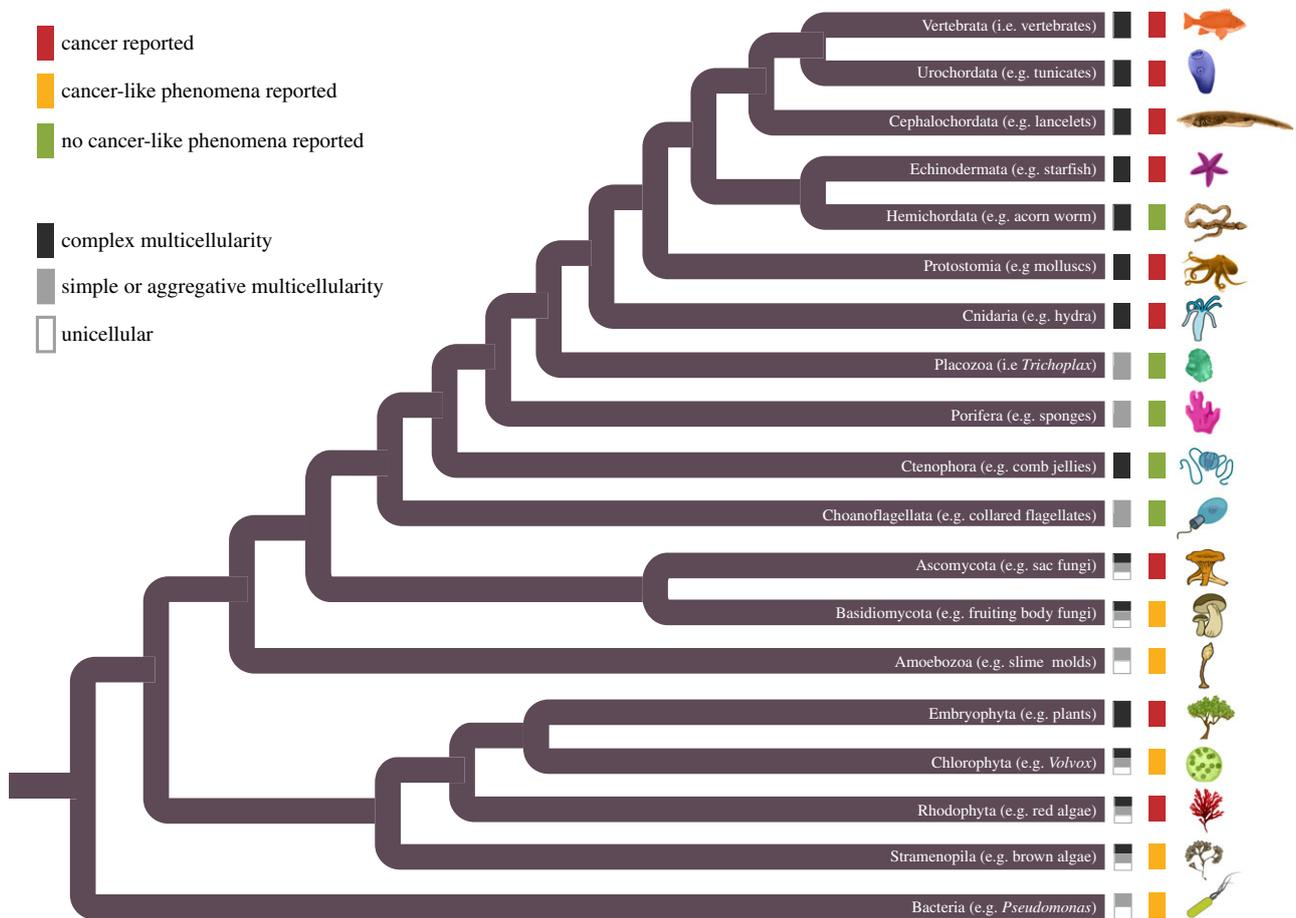 cancer reported
cancer-like phenomena reported
no cancer-like phenomena reported
complex multicellularity
simple or aggregative multicellularity
unicellular
Vertebrata (i.e. vertebrates)
Urochordata (e.g. tunicates)
Cephalochordata (e.g. lancelets)
Echinodermata (e.g. starfish)
Hemichordata (e.g. acorn worm)
Protostomia (e.g molluscs)
Cnidaria (e.g. hydra)
Placozoa (i.e Trichoplax)
Porifera (e.g. sponges)
Ctenophora (e.g. comb jellies)
Choanoflagellata (e.g. collared flagellates)
Ascomycota (e.g. sac fungi)
Basidiomycota (e.g. fruiting body fungi)
Amoebozoa (e.g. slime  molds)
Embryophyta (e.g. plants)
Chlorophyta (e.g. Volvox)
Rhodophyta (e.g. red algae)
Stramenopila (e.g. brown algae)
Bacteria (e.g. Pseudomonas)